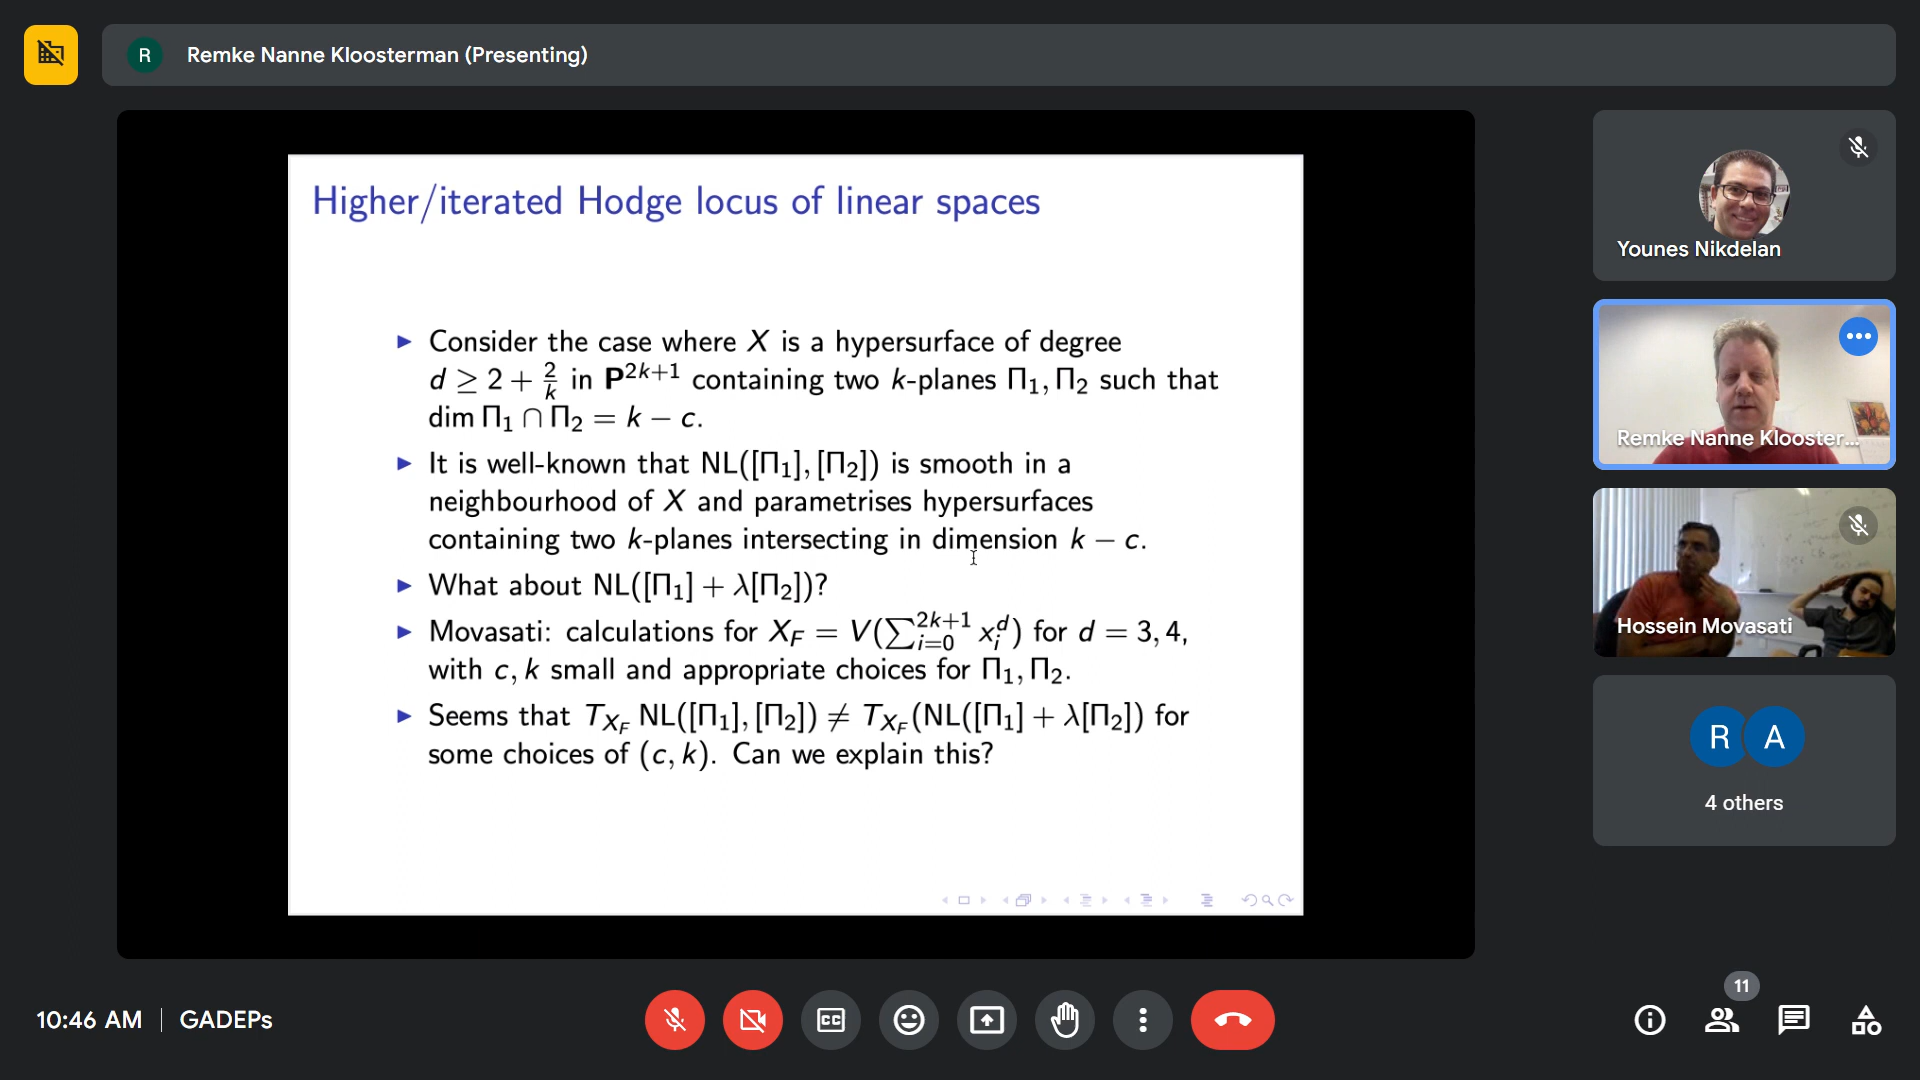 R Remke Nanne Kloosterman (Presenting)
Higher/iterated Hodge locus of linear spaces
▶ Consider the case where X is a hypersurface of degree
d ≥ 2 + 2/k in P^{2k+1} containing two k-planes Π₁, Π₂ such that
dim Π₁ ∩ Π₂ = k − c.
▶ It is well-known that NL([Π₁], [Π₂]) is smooth in a
neighbourhood of X and parametrises hypersurfaces
containing two k-planes intersecting in dimension k − c.
▶ What about NL([Π₁] + λ[Π₂])?
▶ Movasati: calculations for X_F = V(∑_{i=0}^{2k+1} x_i^d) for d = 3, 4,
with c, k small and appropriate choices for Π₁, Π₂.
▶ Seems that T_{X_F} NL([Π₁], [Π₂]) ≠ T_{X_F}(NL([Π₁] + λ[Π₂]) for
some choices of (c, k). Can we explain this?
Younes Nikdelan
Remke Nanne Klooster...
Hossein Movasati
R A
4 others
10:46 AM | GADEPs
CC
11